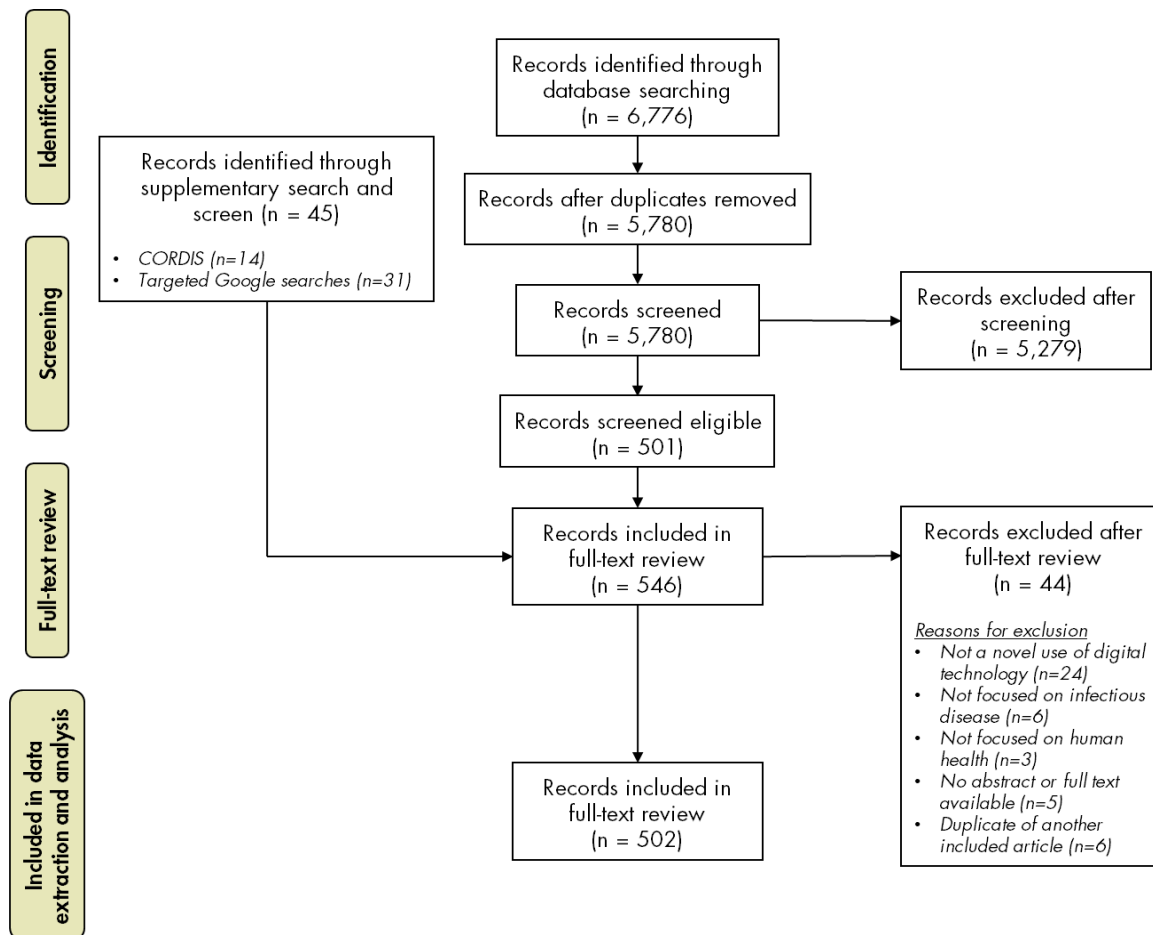 Identification
Records identified through
database searching
(n = 6,776)
Records identified through
supplementary search and
screen (n = 45)
• CORDIS (n=14)
• Targeted Google searches (n=31)
Records after duplicates removed
(n = 5,780)
Screening
Records screened
(n = 5,780)
Records excluded after
screening
(n = 5,279)
Records screened eligible
(n = 501)
Full-text review
Records included in
full-text review
(n = 546)
Records excluded after
full-text review
(n = 44)
Reasons for exclusion
• Not a novel use of digital
technology (n=24)
• Not focused on infectious
disease (n=6)
• Not focused on human
health (n=3)
• No abstract or full text
available (n=5)
• Duplicate of another
included article (n=6)
Included in data
extraction and analysis
Records included in
full-text review
(n = 502)